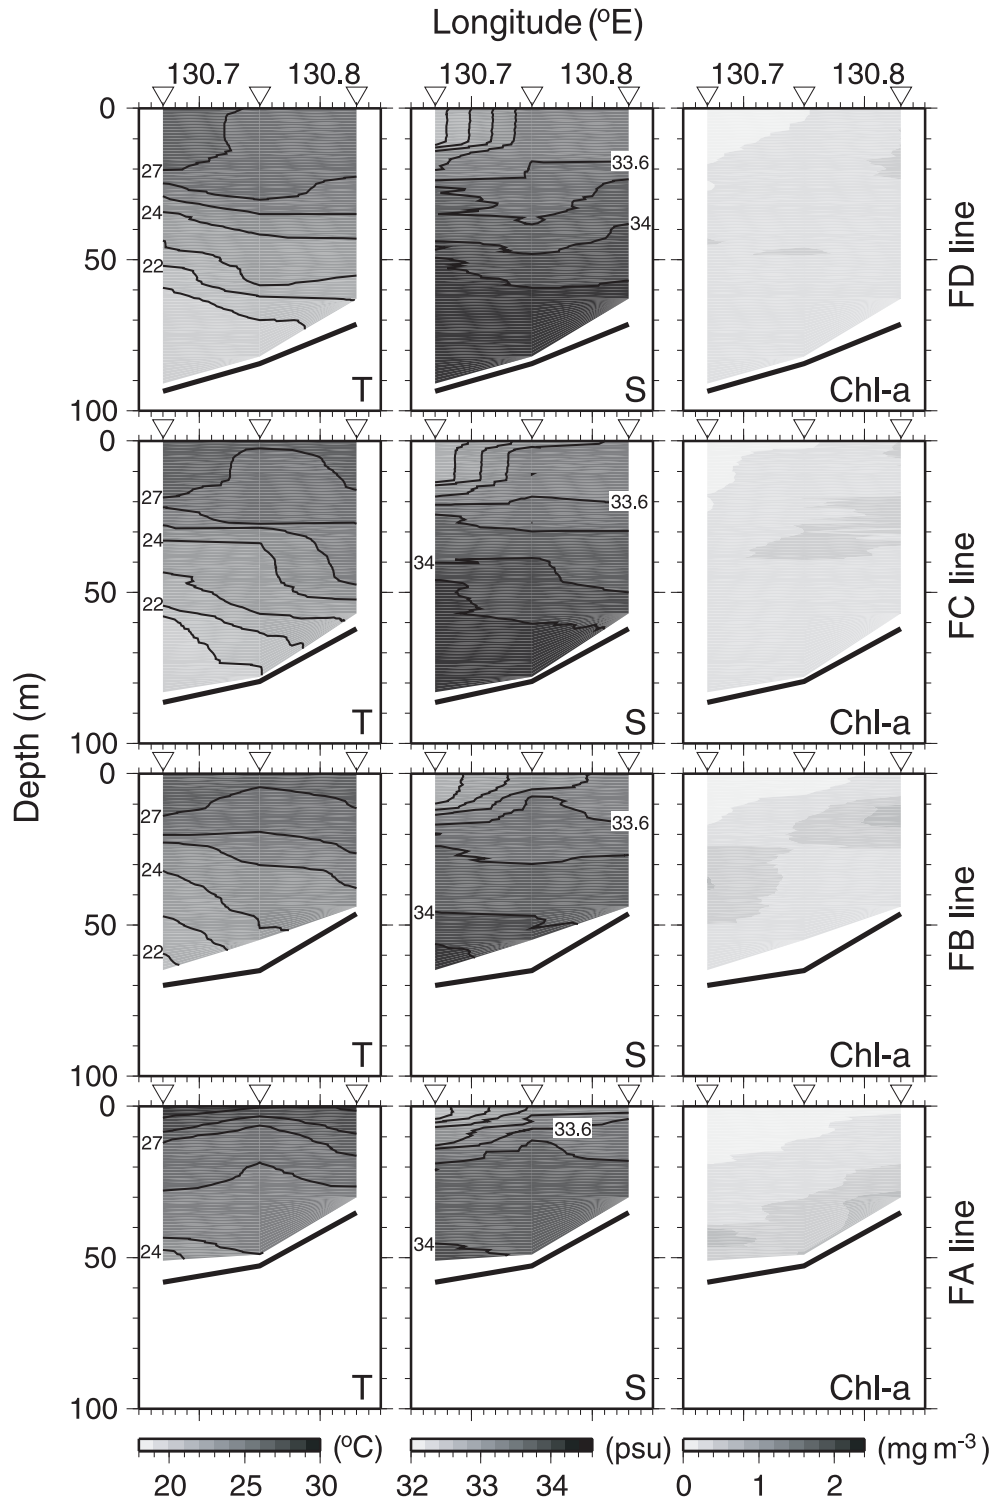 Longitude (ºE)
130.7 130.8 130.7 130.8 130.7 130.8
Depth (m)
0
50
100
27
24
22
T
33.6
34
S
Chl-a
FD line
0
50
100
27
24
22
T
33.6
34
S
Chl-a
FC line
0
50
100
27
24
22
T
33.6
34
S
Chl-a
FB line
0
50
100
27
24
T
33.6
34
S
Chl-a
FA line
(ºC) (psu) (mg m-3)
20 25 30 32 33 34 0 1 2